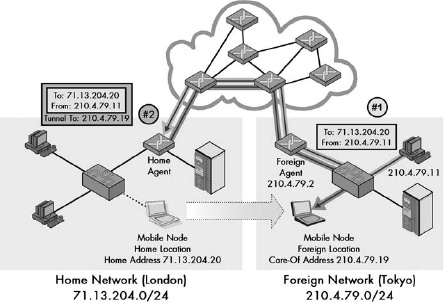 To: 71.13.204.20
From: 210.4.79.11
Tunnel To: 210.4.79.19
#2
#1
To: 71.13.204.20
From: 210.4.79.11
Home
Agent
Foreign
Agent
210.4.79.2
210.4.79.11
Mobile Node
Home Location
Home Address 71.13.204.20
Mobile Node
Foreign Location
Care-Of Address 210.4.79.19
Home Network (London)
71.13.204.0/24
Foreign Network (Tokyo)
210.4.79.0/24